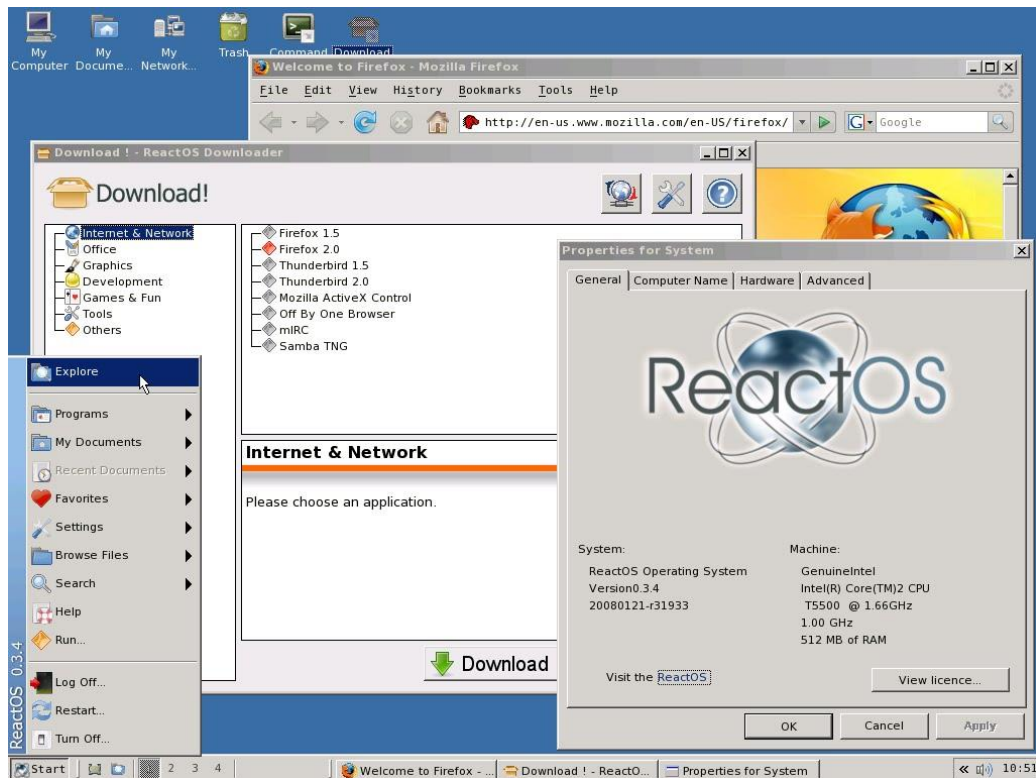 My
Computer
My
Docume...
My
Network...
Trash
Command
Download
Welcome to Firefox - Mozilla Firefox
File Edit View History Bookmarks Tools Help
http://en-us.www.mozilla.com/en-US/firefox/
G Google
Download ! - ReactOS Downloader
Download!
Internet & Network
Office
Graphics
Development
Games & Fun
Tools
Others
Firefox 1.5
Firefox 2.0
Thunderbird 1.5
Thunderbird 2.0
Mozilla ActiveX Control
Off By One Browser
mIRC
Samba TNG
Internet & Network
Please choose an application.
Download
Properties for System
General Computer Name Hardware Advanced
ReactOS
System:
ReactOS Operating System
Version0.3.4
20080121-r31933
Machine:
GenuineIntel
Intel(R) Core(TM)2 CPU
T5500 @ 1.66GHz
1.00 GHz
512 MB of RAM
Visit the ReactOS
View licence...
OK Cancel Apply
Explore
Programs
My Documents
Recent Documents
Favorites
Settings
Browse Files
Search
Help
Run...
Log Off...
Restart...
Turn Off...
ReactOS 0.3.4
Start 2 3 4 Welcome to Firefox - ... Download ! - ReactO... Properties for System « 10:51